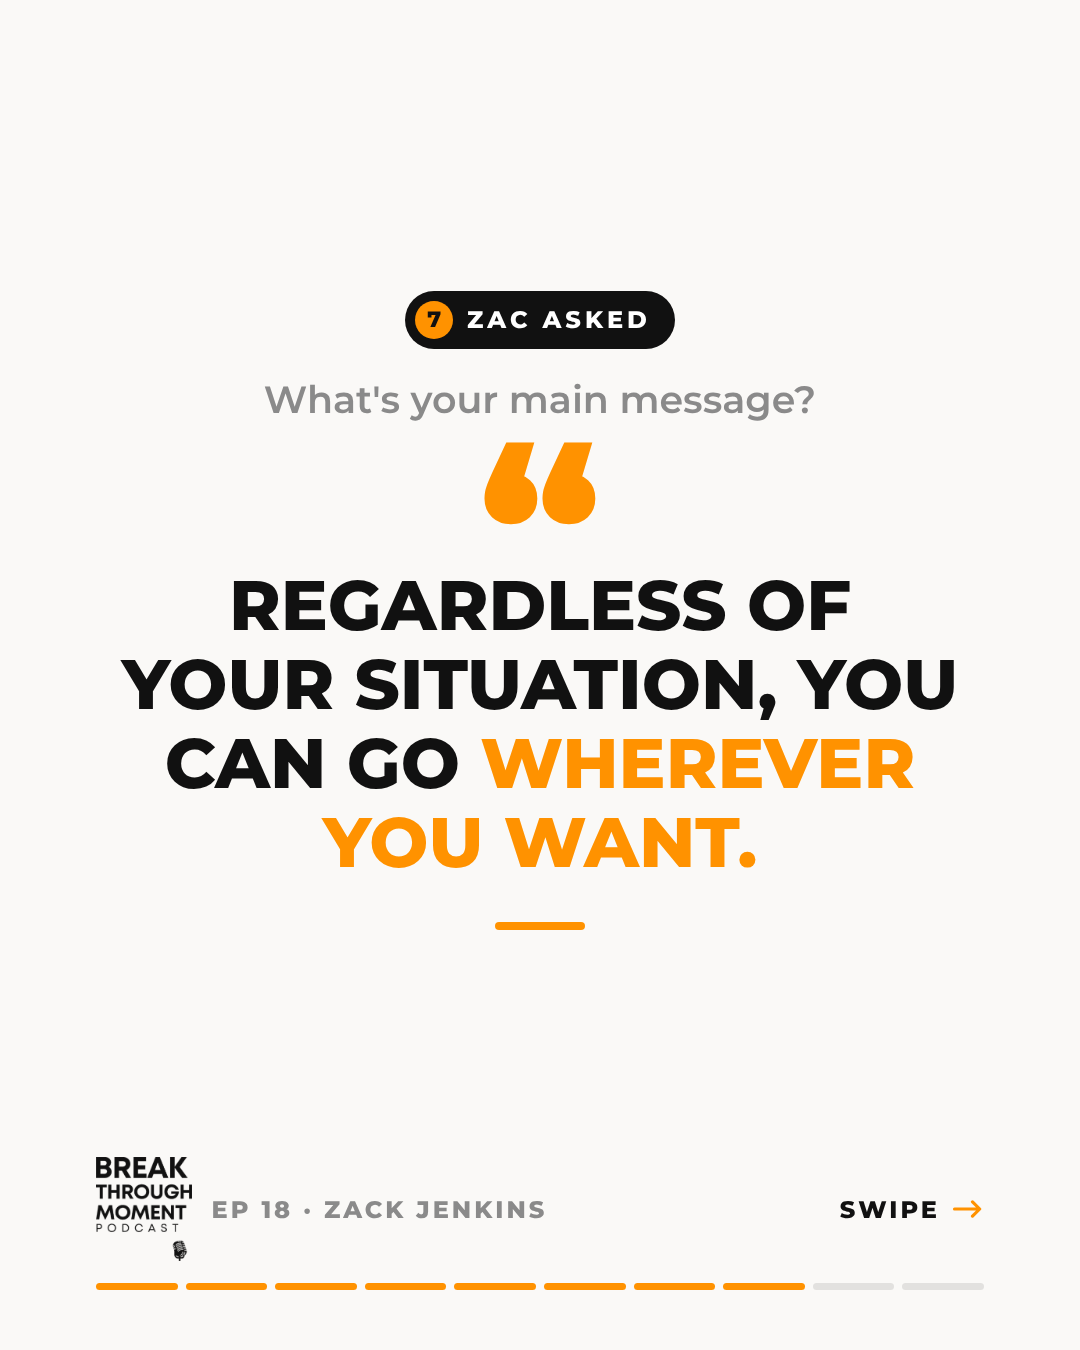 7 ZAC ASKED
What's your main message?
“
REGARDLESS OF
YOUR SITUATION, YOU
CAN GO WHEREVER
YOU WANT.
BREAK
THROUGH
MOMENT
PODCAST
EP 18 · ZACK JENKINS
SWIPE →